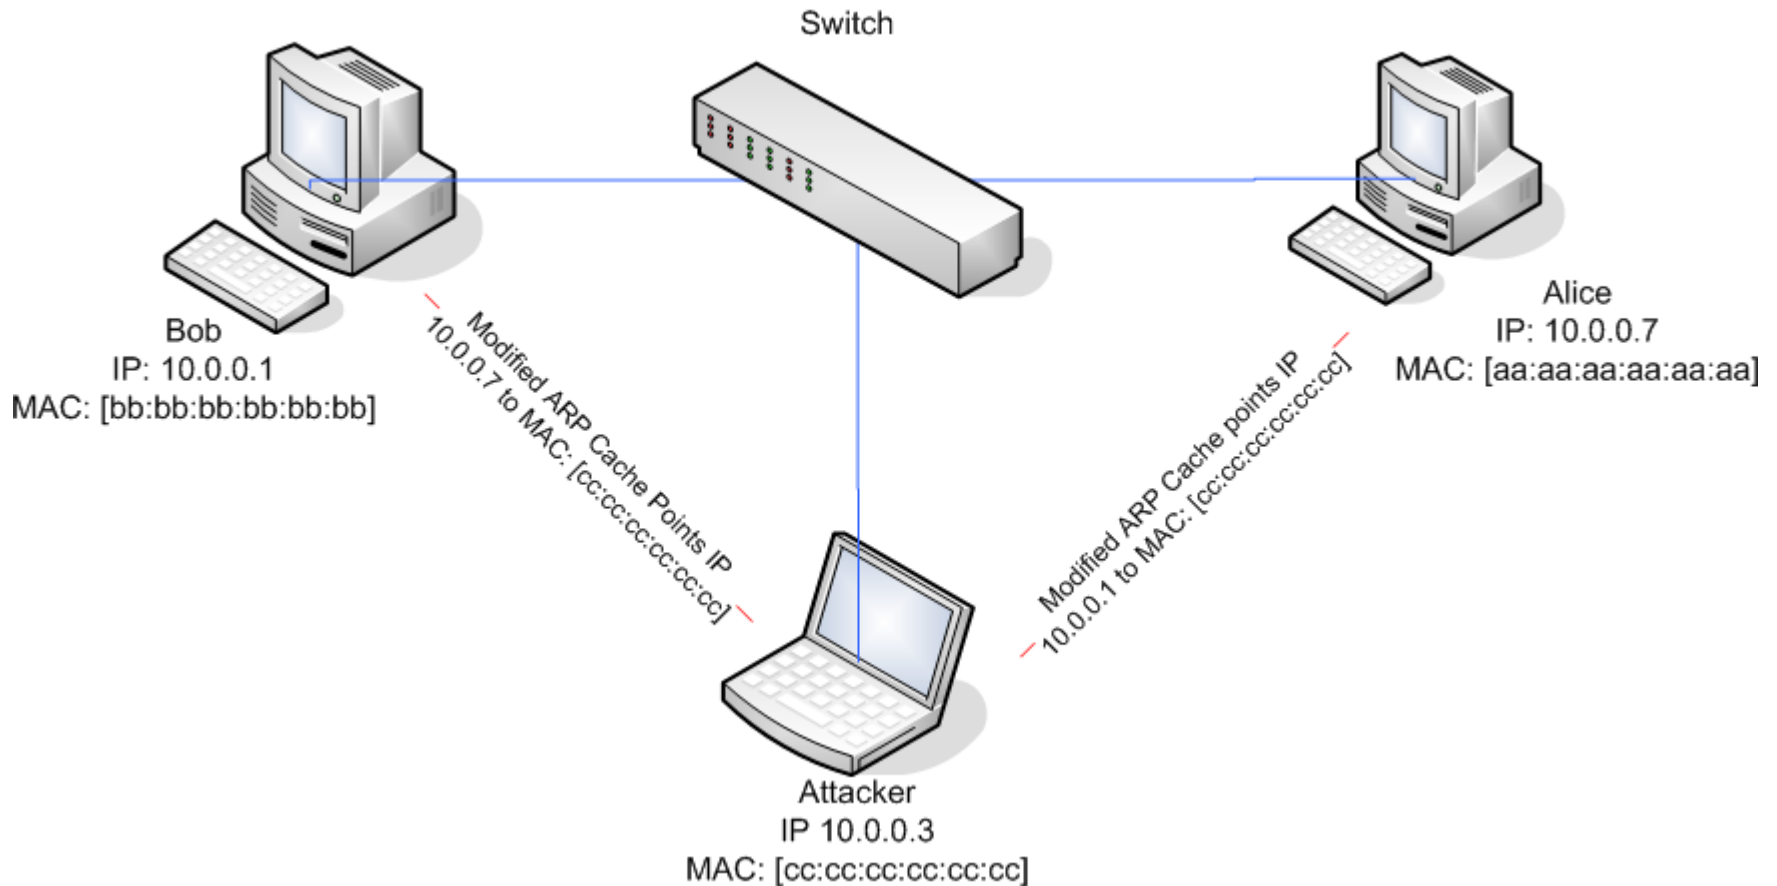 Switch
Bob
IP: 10.0.0.1
MAC: [bb:bb:bb:bb:bb:bb]
Alice
IP: 10.0.0.7
MAC: [aa:aa:aa:aa:aa:aa]
Modified ARP Cache Points IP
10.0.0.7 to MAC: [cc:cc:cc:cc:cc:cc]
Modified ARP Cache points IP
10.0.0.1 to MAC: [cc:cc:cc:cc:cc:cc]
Attacker
IP 10.0.0.3
MAC: [cc:cc:cc:cc:cc:cc]